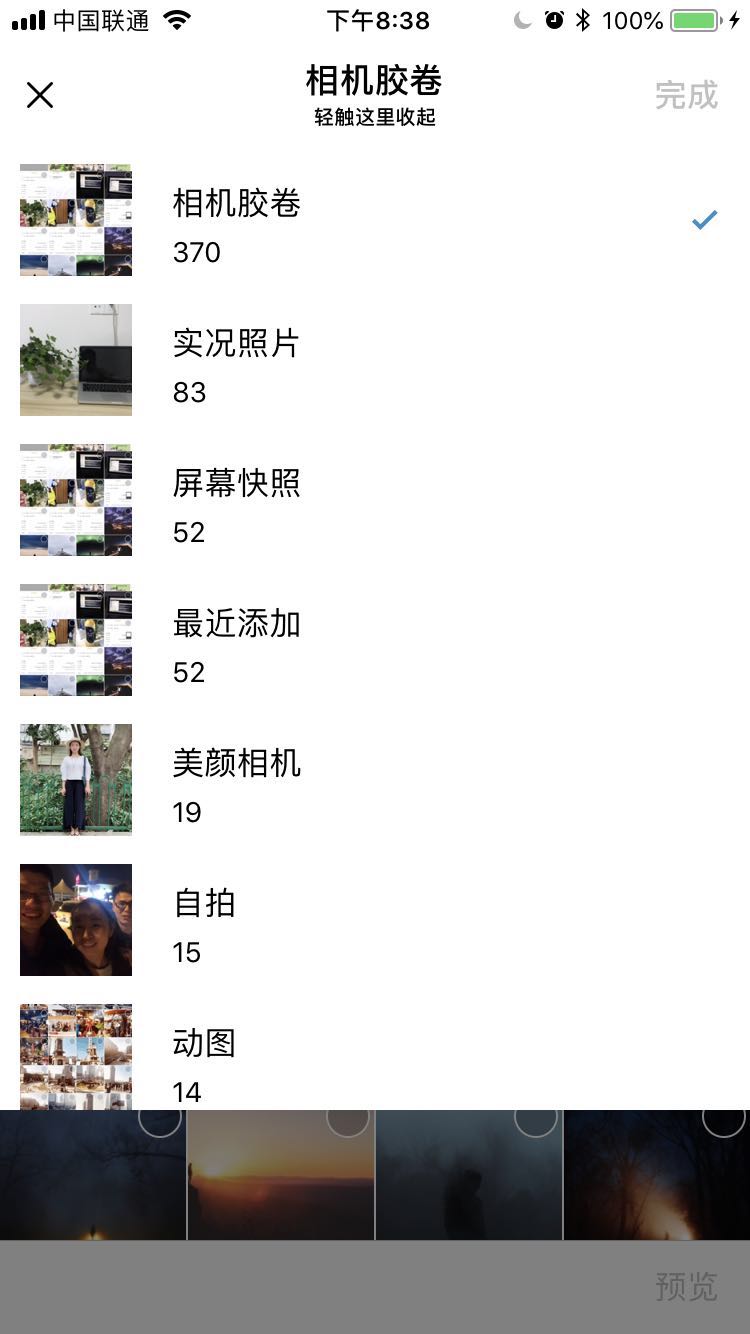 中国联通
下午8:38
100%
相机胶卷
轻触这里收起
完成
相机胶卷
370
实况照片
83
屏幕快照
52
最近添加
52
美颜相机
19
自拍
15
动图
14
预览